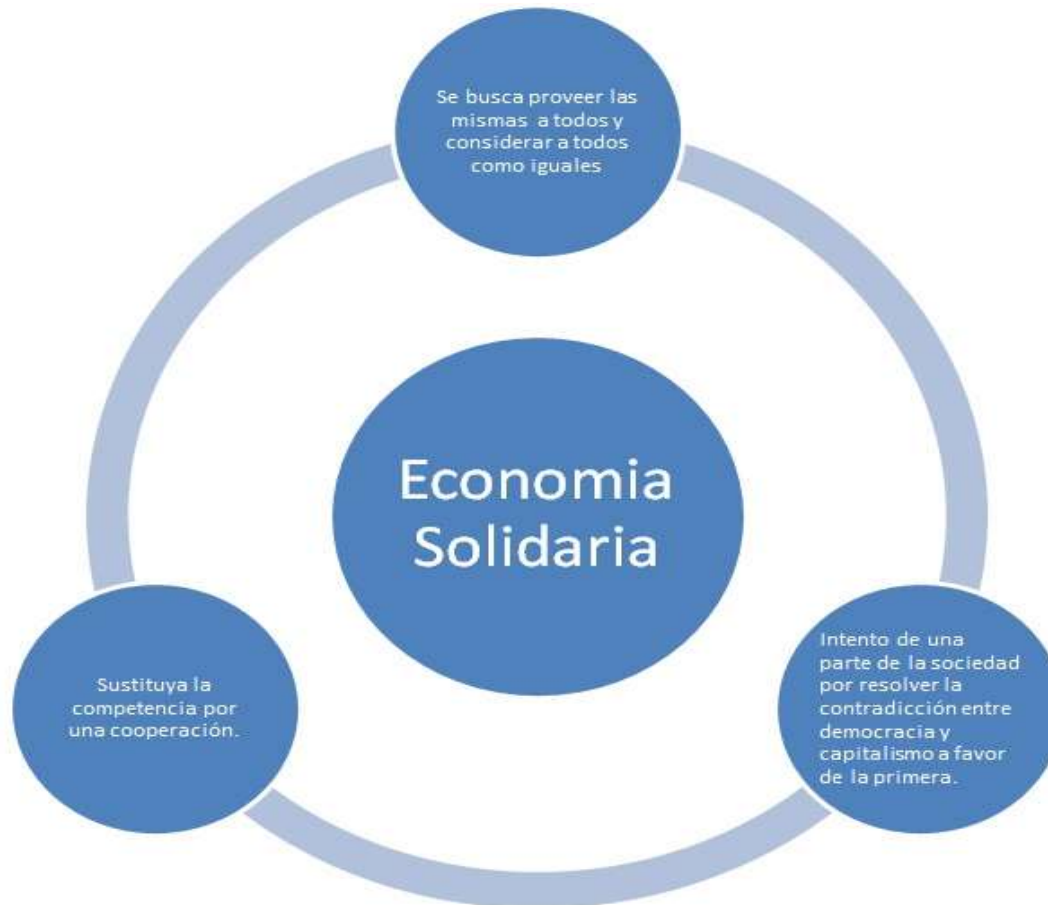 Se busca proveer las
mismas a todos y
considerar a todos
como iguales
Economia
Solidaria
Intento de una
parte de la sociedad
por resolver la
contradicción entre
democracia y
capitalismo a favor
de la primera.
Sustituya la
competencia por
una cooperación.